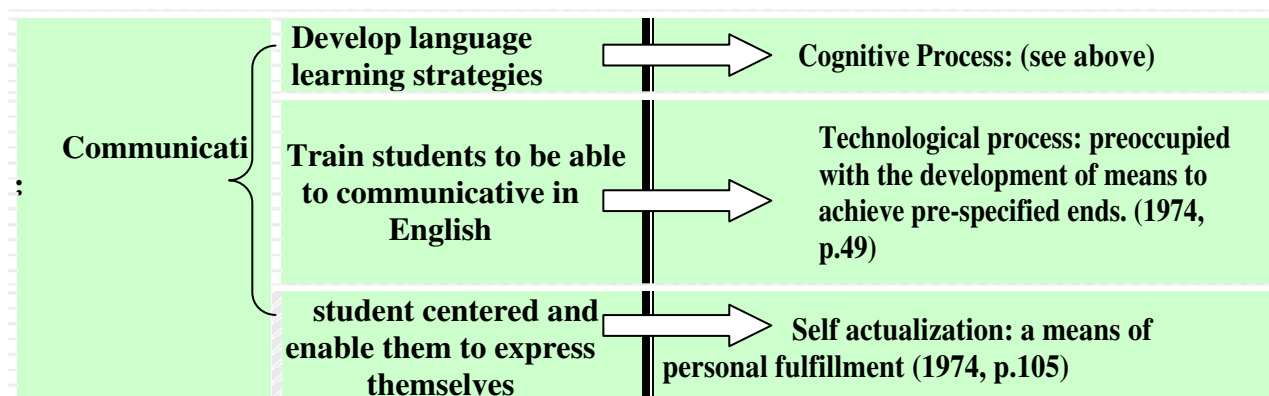 Communicati
;
Develop language
learning strategies
Cognitive Process: (see above)
Train students to be able
to communicative in
English
Technological process: preoccupied
with the development of means to
achieve pre-specified ends. (1974,
p.49)
student centered and
enable them to express
themselves
Self actualization: a means of
personal fulfillment (1974, p.105)